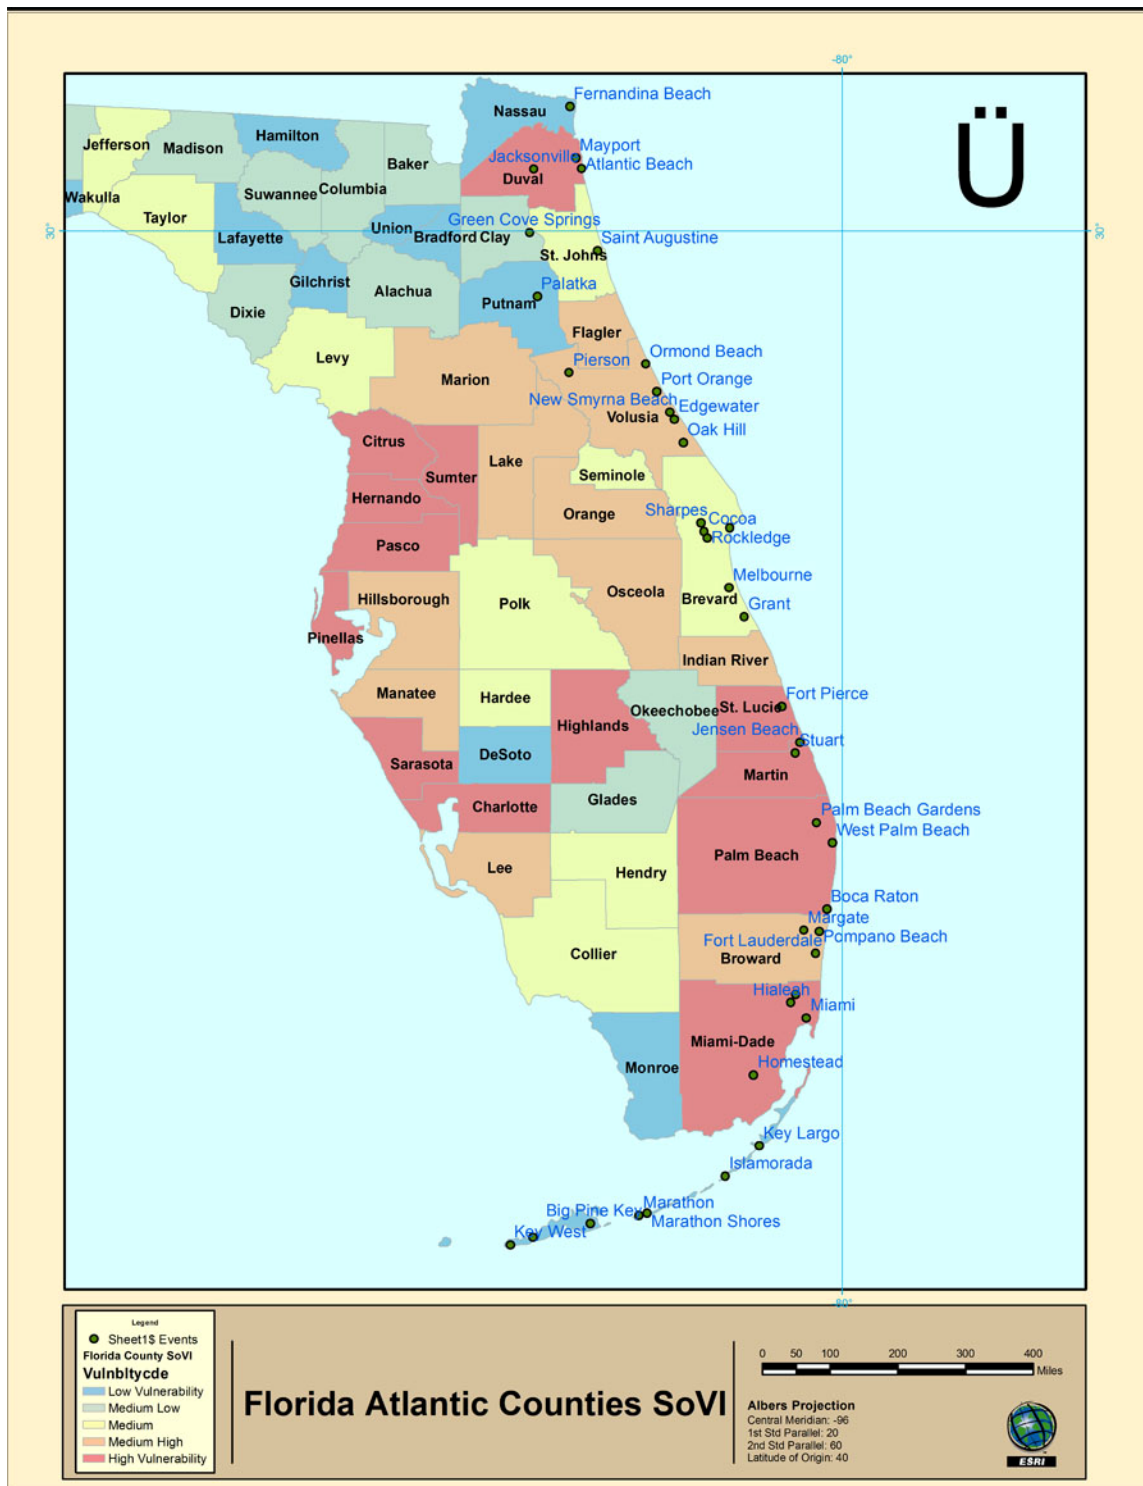 -80°
Fernandina Beach
Nassau
Ü
Jefferson
Hamilton
Madison
Mayport
Baker
Jacksonville
Atlantic Beach
Duval
Suwannee
Columbia
Wakulla
Taylor
Green Cove Springs
Union
Bradford
Clay
30°
30°
Lafayette
Saint Augustine
St. Johns
Gilchrist
Palatka
Alachua
Putnam
Dixie
Flagler
Levy
Ormond Beach
Pierson
Marion
Port Orange
New Smyrna Beach
Edgewater
Volusia
Oak Hill
Citrus
Lake
Sumter
Seminole
Hernando
Sharpes
Orange
Cocoa
Rockledge
Pasco
Melbourne
Osceola
Hillsborough
Brevard
Polk
Grant
Pinellas
Indian River
Manatee
Hardee
Fort Pierce
Okeechobee
St. Lucie
Highlands
Jensen Beach
Stuart
DeSoto
Sarasota
Martin
Glades
Charlotte
Palm Beach Gardens
West Palm Beach
Palm Beach
Lee
Hendry
Boca Raton
Margate
Pompano Beach
Fort Lauderdale
Collier
Broward
Hialeah
Miami
Miami-Dade
Homestead
Monroe
Key Largo
Islamorada
Marathon
Big Pine Key
Marathon Shores
Key West
-80°
Legend
Sheet1$ Events
Florida County SoVI
Vulnbltycde
Low Vulnerability
Medium Low
Medium
Medium High
High Vulnerability
Florida Atlantic Counties SoVI
0 50 100 200 300 400
Miles
Albers Projection
Central Meridian: -96
1st Std Parallel: 20
2nd Std Parallel: 60
Latitude of Origin: 40
ESRI